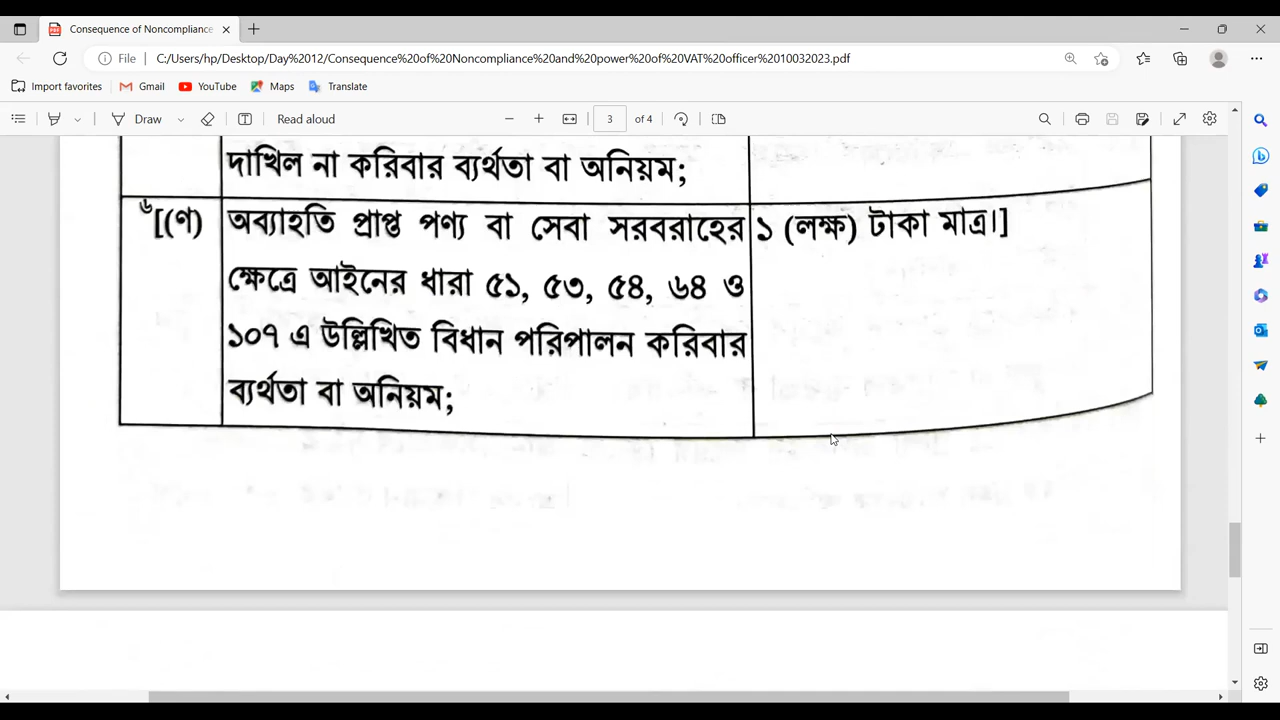 Consequence of Noncompliance
File C:/Users/hp/Desktop/Day%2012/Consequence%20of%20Noncompliance%20and%20power%20of%20VAT%20officer%2010032023.pdf
Import favorites Gmail YouTube Maps Translate
Draw Read aloud 3 of 4
দাখিল না করিবার ব্যর্থতা বা অনিয়ম;
৬[(ণ) অব্যাহতি প্রাপ্ত পণ্য বা সেবা সরবরাহের ১ (লক্ষ) টাকা মাত্র।]
ক্ষেত্রে আইনের ধারা ৫১, ৫৩, ৫৪, ৬৪ ও
১০৭ এ উল্লিখিত বিধান পরিপালন করিবার
ব্যর্থতা বা অনিয়ম;